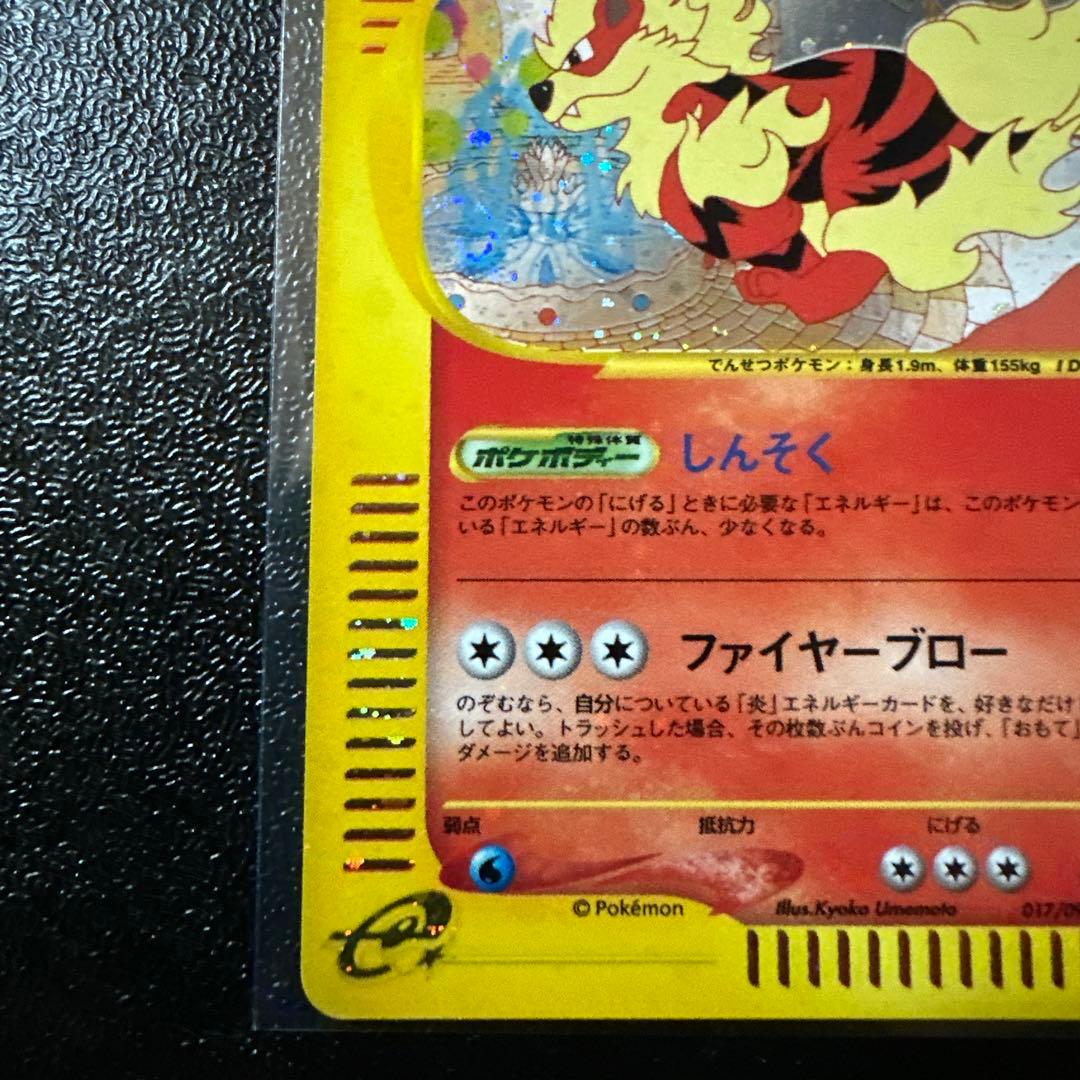 でんせつポケモン：身長1.9m、体重155kg ID
特殊体質
ポケボディー しんそく
このポケモンの「にげる」ときに必要な「エネルギー」は、このポケモン
いる「エネルギー」の数ぶん、少なくなる。
ファイヤーブロー
のぞむなら、自分についている「炎」エネルギーカードを、好きなだけ
してよい。トラッシュした場合、その枚数ぶんコインを投げ、「おもて」
ダメージを追加する。
弱点 抵抗力 にげる
© Pokémon Illus.Kyoko Umemoto 017/09
e